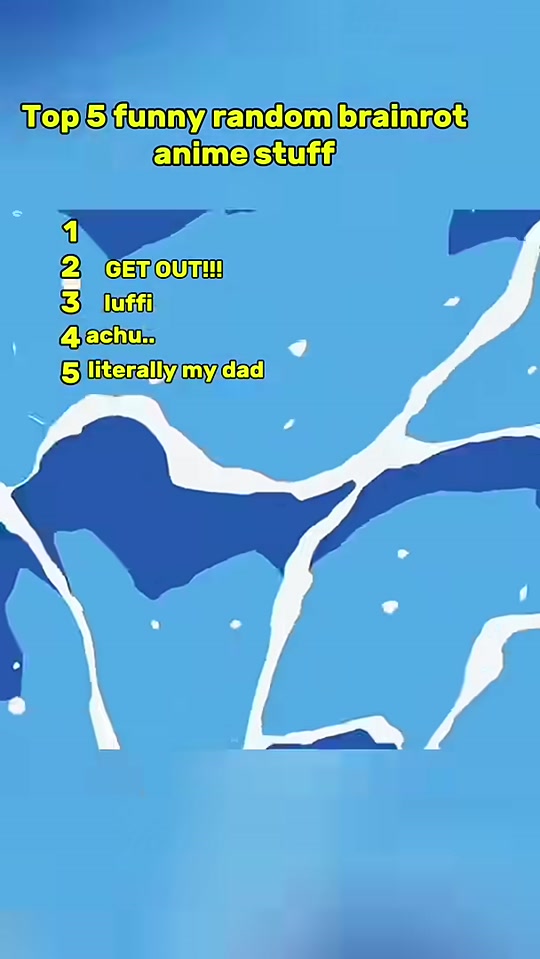 Top 5 funny random brainrot
anime stuff
1
2 GET OUT!!!
3 luffi
4 achu..
5 literally my dad